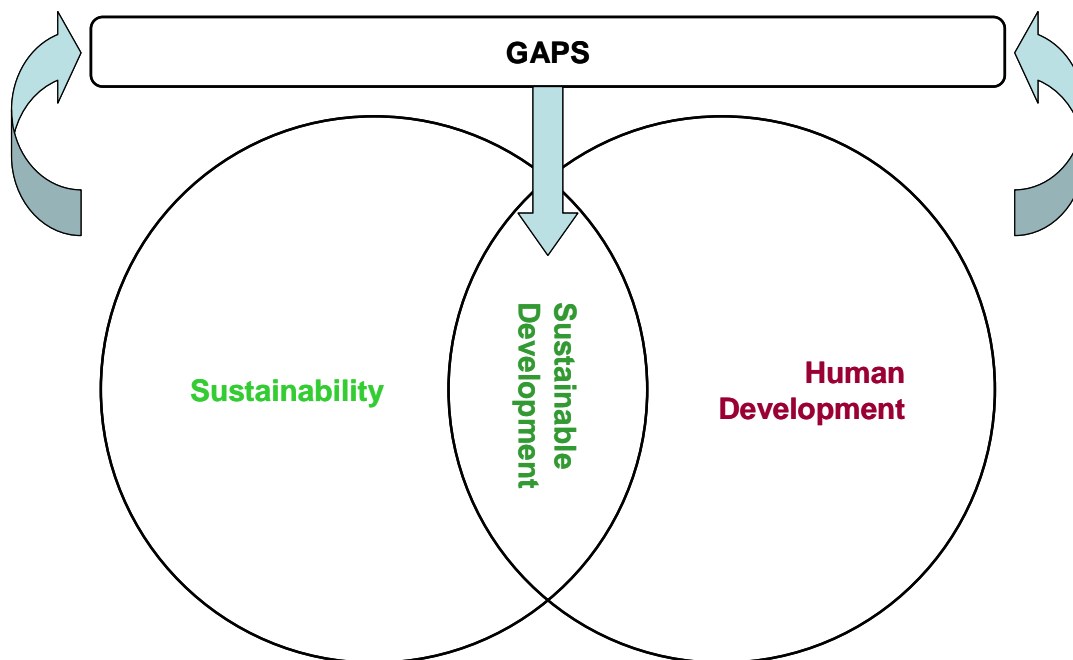 GAPS
Sustainability
Sustainable
Development
Human
Development